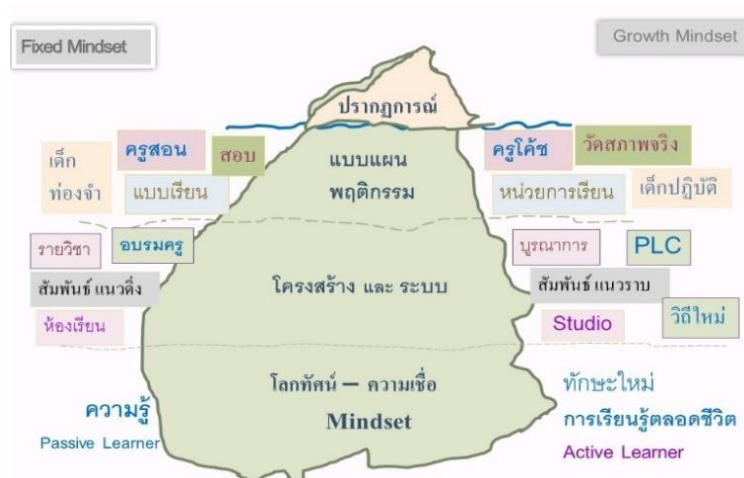 Fixed Mindset
Growth Mindset
ปรากฏการณ์
เด็ก
ท่องจำ
ครูสอน
สอบ
แบบเรียน
แบบแผน
พฤติกรรม
ครูโค้ช
วัดสภาพจริง
หน่วยการเรียน
เด็กปฏิบัติ
รายวิชา
อบรมครู
สัมพันธ์ แนวดิ่ง
ห้องเรียน
โครงสร้าง และ ระบบ
บูรณาการ
PLC
สัมพันธ์ แนวราบ
Studio
วิถีใหม่
ความรู้
Passive Learner
โลกทัศน์ – ความเชื่อ
Mindset
ทักษะใหม่
การเรียนรู้ตลอดชีวิต
Active Learner